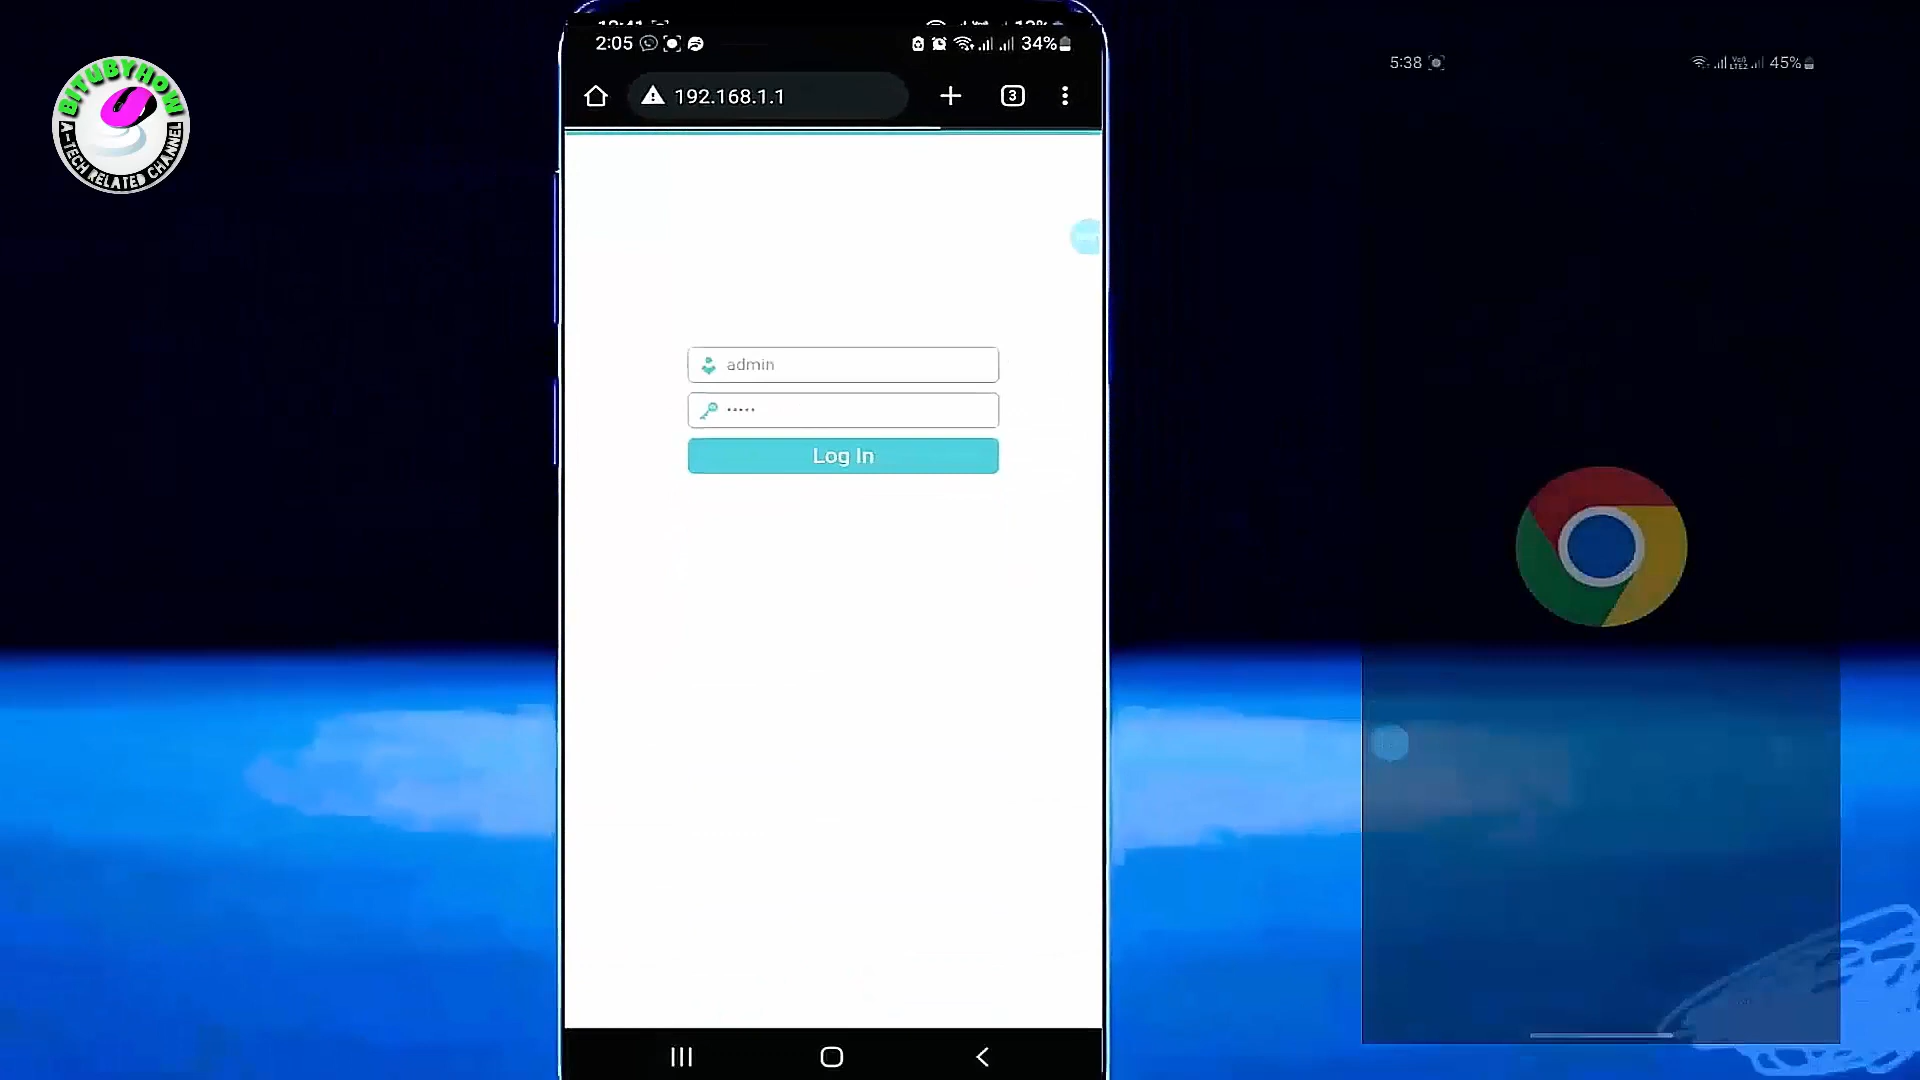 BITUBYHOW
A-TECH RELATED CHANNEL
2:05
34%
192.168.1.1
3
admin
•••••
Log In
5:38
45%